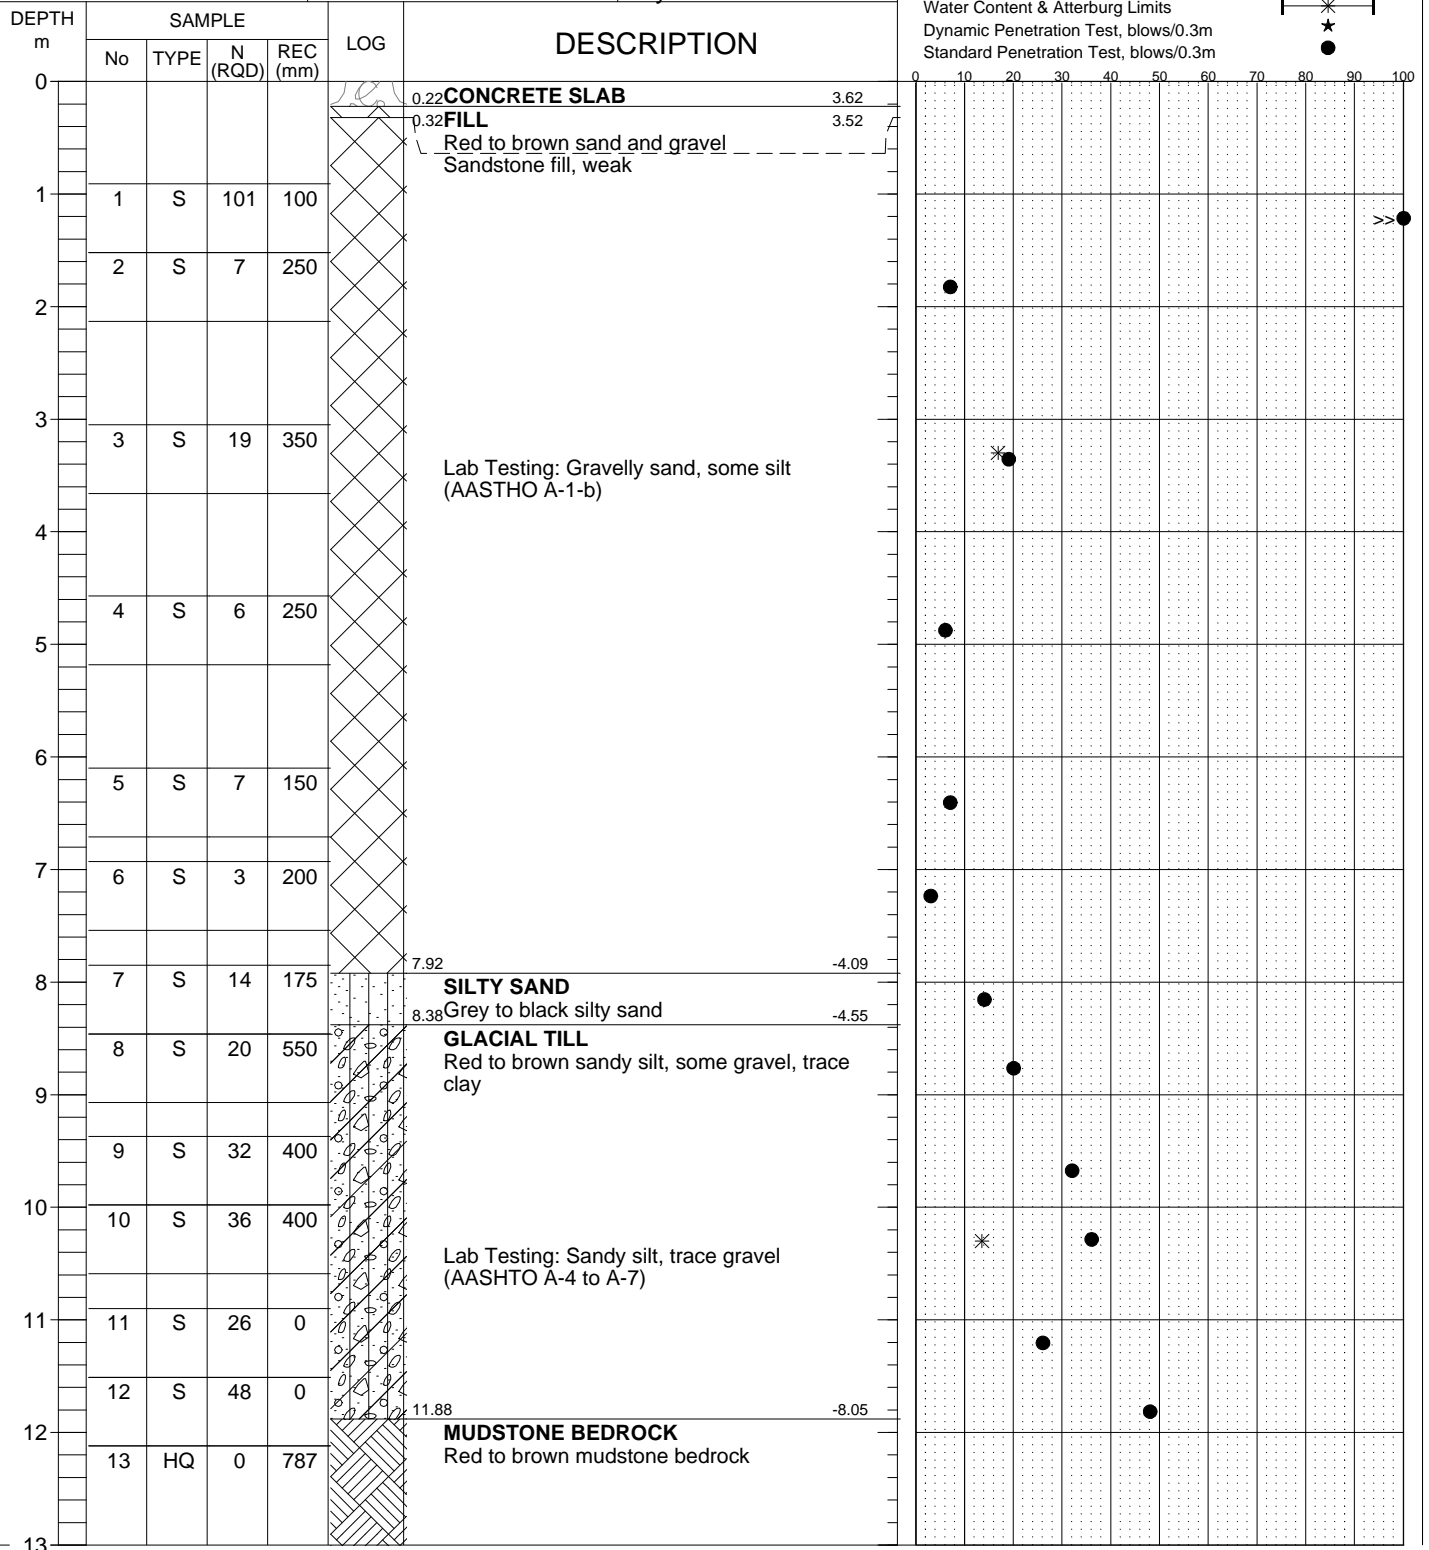 Water Content & Atterburg Limits
Dynamic Penetration Test, blows/0.3m
Standard Penetration Test, blows/0.3m
DEPTH
m
SAMPLE
No TYPE N (RQD) REC (mm)
LOG
DESCRIPTION
0 10 20 30 40 50 60 70 80 90 100
0
0.22 CONCRETE SLAB 3.62
0.32 FILL 3.52
Red to brown sand and gravel
Sandstone fill, weak
1
1 S 101 100
>>
2 S 7 250
2
3
3 S 19 350
Lab Testing: Gravelly sand, some silt
(AASTHO A-1-b)
4
4 S 6 250
5
6
5 S 7 150
7
6 S 3 200
7.92 -4.09
8
7 S 14 175
SILTY SAND
8.38 Grey to black silty sand -4.55
GLACIAL TILL
8 S 20 550
Red to brown sandy silt, some gravel, trace
clay
9
9 S 32 400
10
10 S 36 400
Lab Testing: Sandy silt, trace gravel
(AASHTO A-4 to A-7)
11
11 S 26 0
12 S 48 0
11.88 -8.05
12
MUDSTONE BEDROCK
Red to brown mudstone bedrock
13 HQ 0 787
13